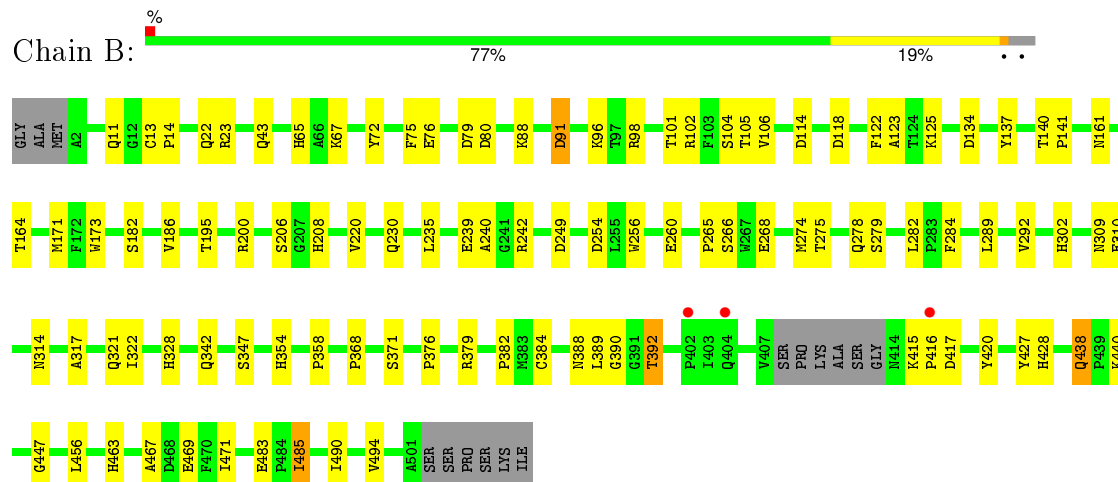 %
Chain B:
77% 19% • •
GLY ALA MET A2 Q11 G12 C13 P14 Q22 R23 Q43 H65 A66 K67 Y72 F75 E76 D79 D80 K88 D91 K96 T97 R98 T101 R102 F103 S104 T105 V106 D114 D118 F122 A123 T124 K125 D134 Y137 T140 P141 N161
T164 M171 F172 W173 S182 V186 T195 R200 S206 G207 H208 V220 Q230 L235 E239 A240 G241 R242 D249 D254 L255 W256 E260 P265 S266 W267 E268 M274 T275 Q278 S279 L282 P283 F284 L289 V292 H302 N309
N314 A317 Q321 I322 H328 Q342 S347 H354 P358 P368 S371 P376 R379 P382 M383 C384 N388 L389 G390 G391 T392 P402 I403 Q404 V407 SER PRO LYS ALA SER GLY N414 K415 P416 D417 Y420 Y427 H428 Q438 P439 K440
G447 L456 H463 A467 D468 E469 F470 I471 E483 P484 I485 I490 V494 A501 SER SER PRO SER LYS ILE